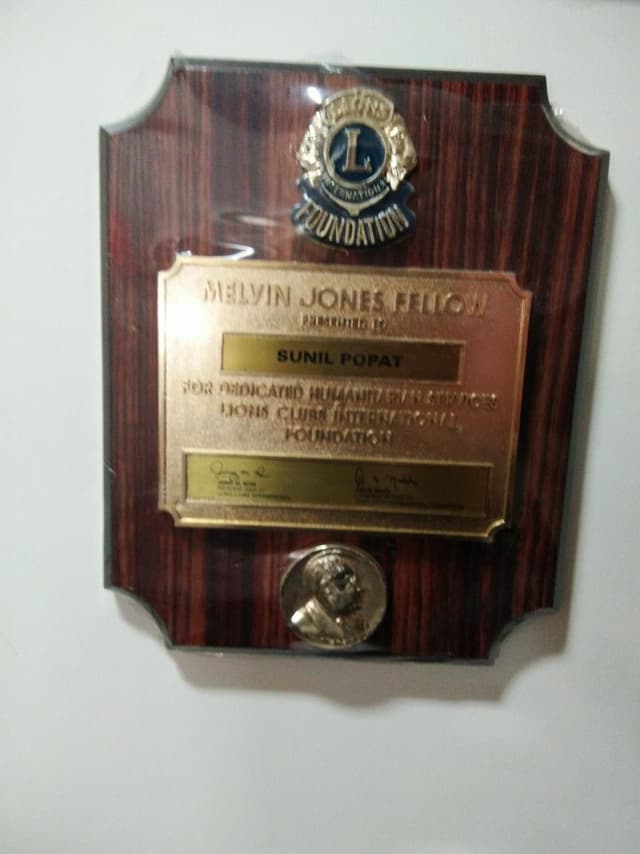 LIONS
L
INTERNATIONAL
FOUNDATION
MELVIN JONES FELLOW
PRESENTED TO
SUNIL POPAT
FOR DEDICATED HUMANITARIAN SERVICES
LIONS CLUBS INTERNATIONAL
FOUNDATION